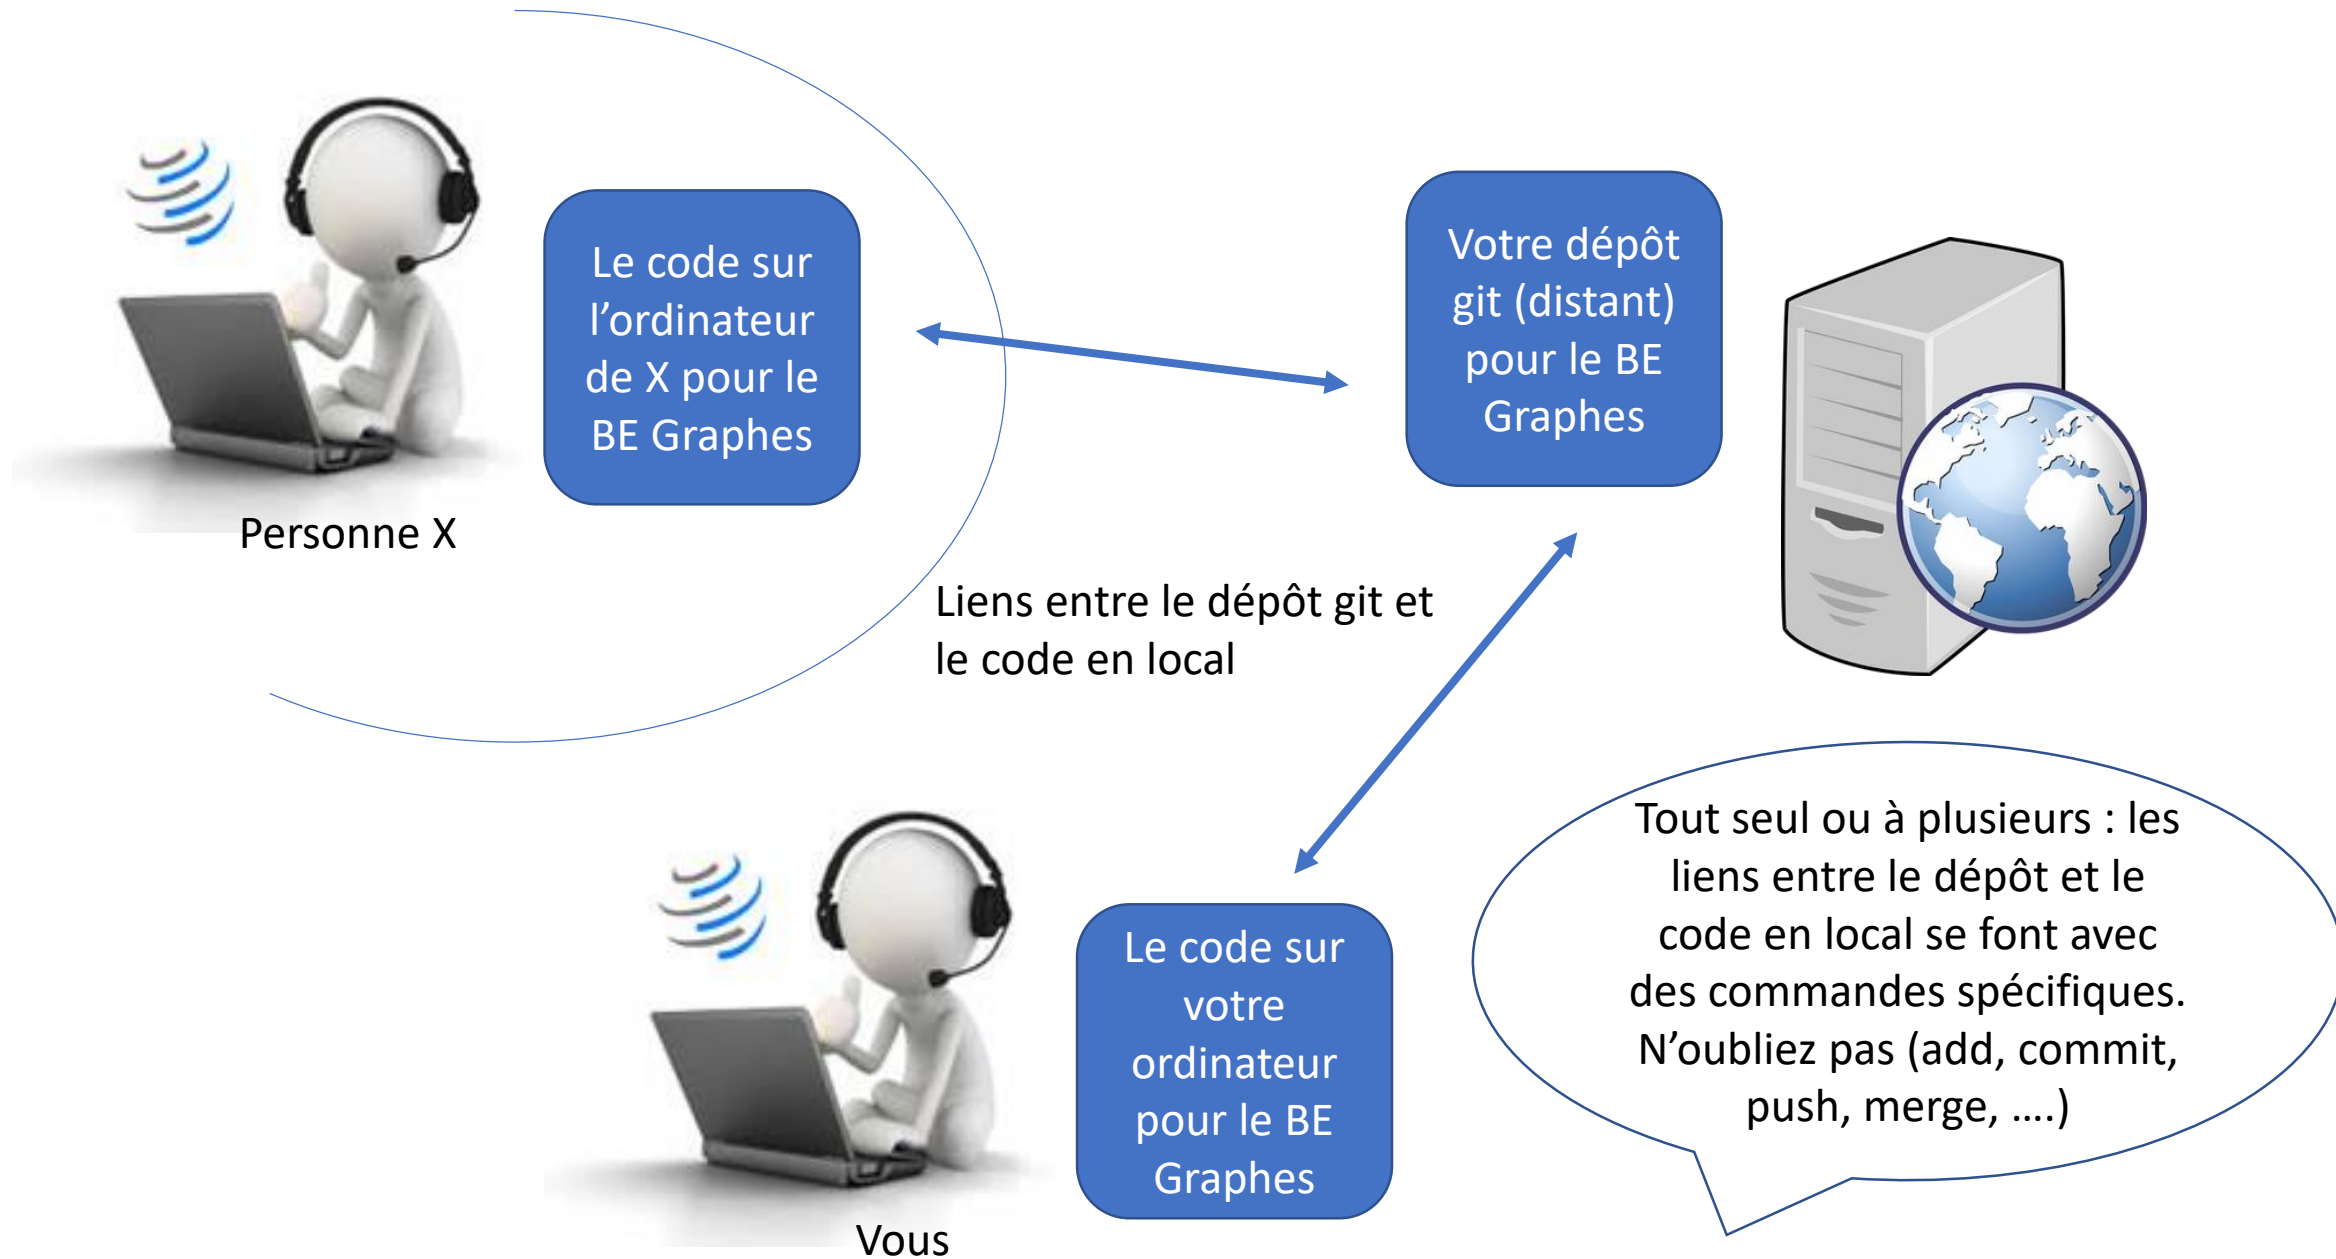 Le code sur
l’ordinateur
de X pour le
BE Graphes
Personne X
Votre dépôt
git (distant)
pour le BE
Graphes
Liens entre le dépôt git et
le code en local
Le code sur
votre
ordinateur
pour le BE
Graphes
Vous
Tout seul ou à plusieurs : les
liens entre le dépôt et le
code en local se font avec
des commandes spécifiques.
N’oubliez pas (add, commit,
push, merge, ….)